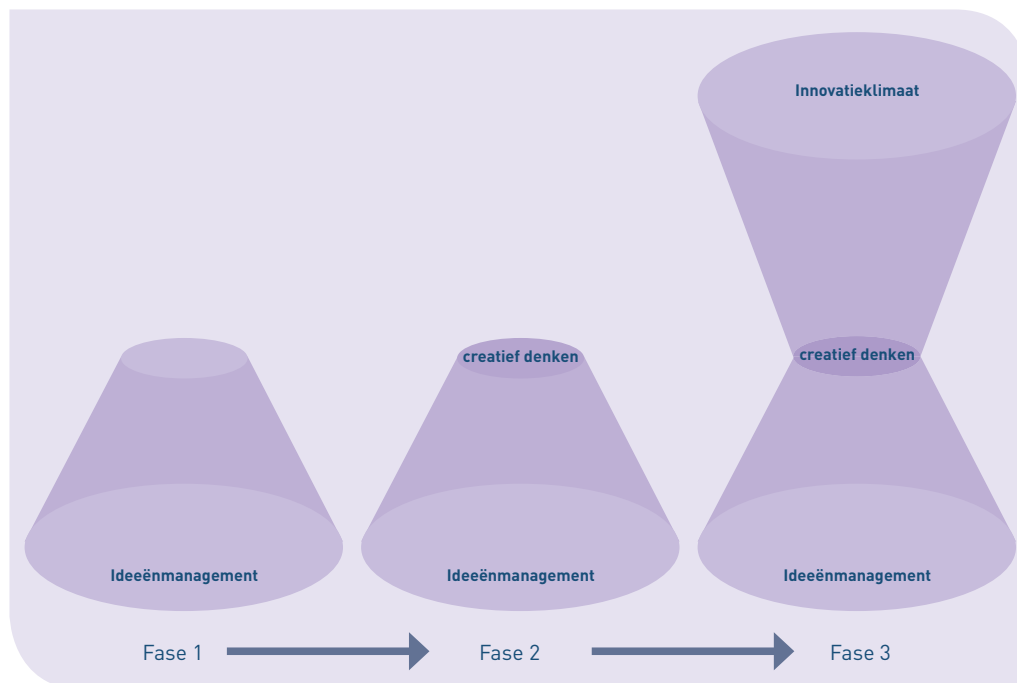 Innovatieklimaat
creatief denken
creatief denken
Ideeënmanagement
Ideeënmanagement
Ideeënmanagement
Fase 1
Fase 2
Fase 3